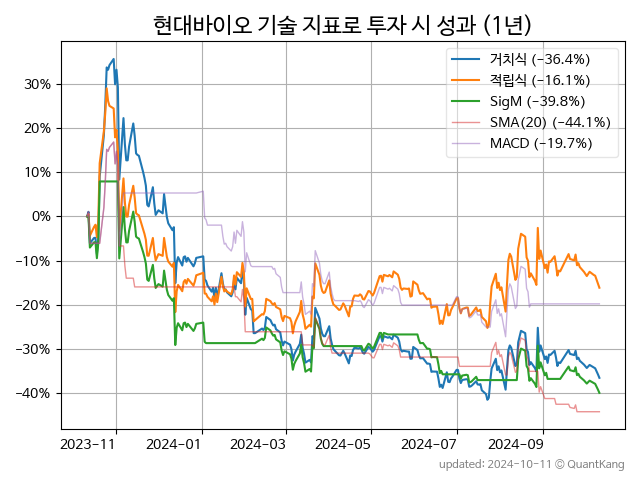 현대바이오 기술 지표로 투자 시 성과 (1년)
거치식 (−36.4%)
적립식 (−16.1%)
SigM (−39.8%)
SMA(20) (−44.1%)
MACD (−19.7%)
30%
20%
10%
0%
−10%
−20%
−30%
−40%
2023-11 2024-01 2024-03 2024-05 2024-07 2024-09
updated: 2024-10-11 © QuantKang